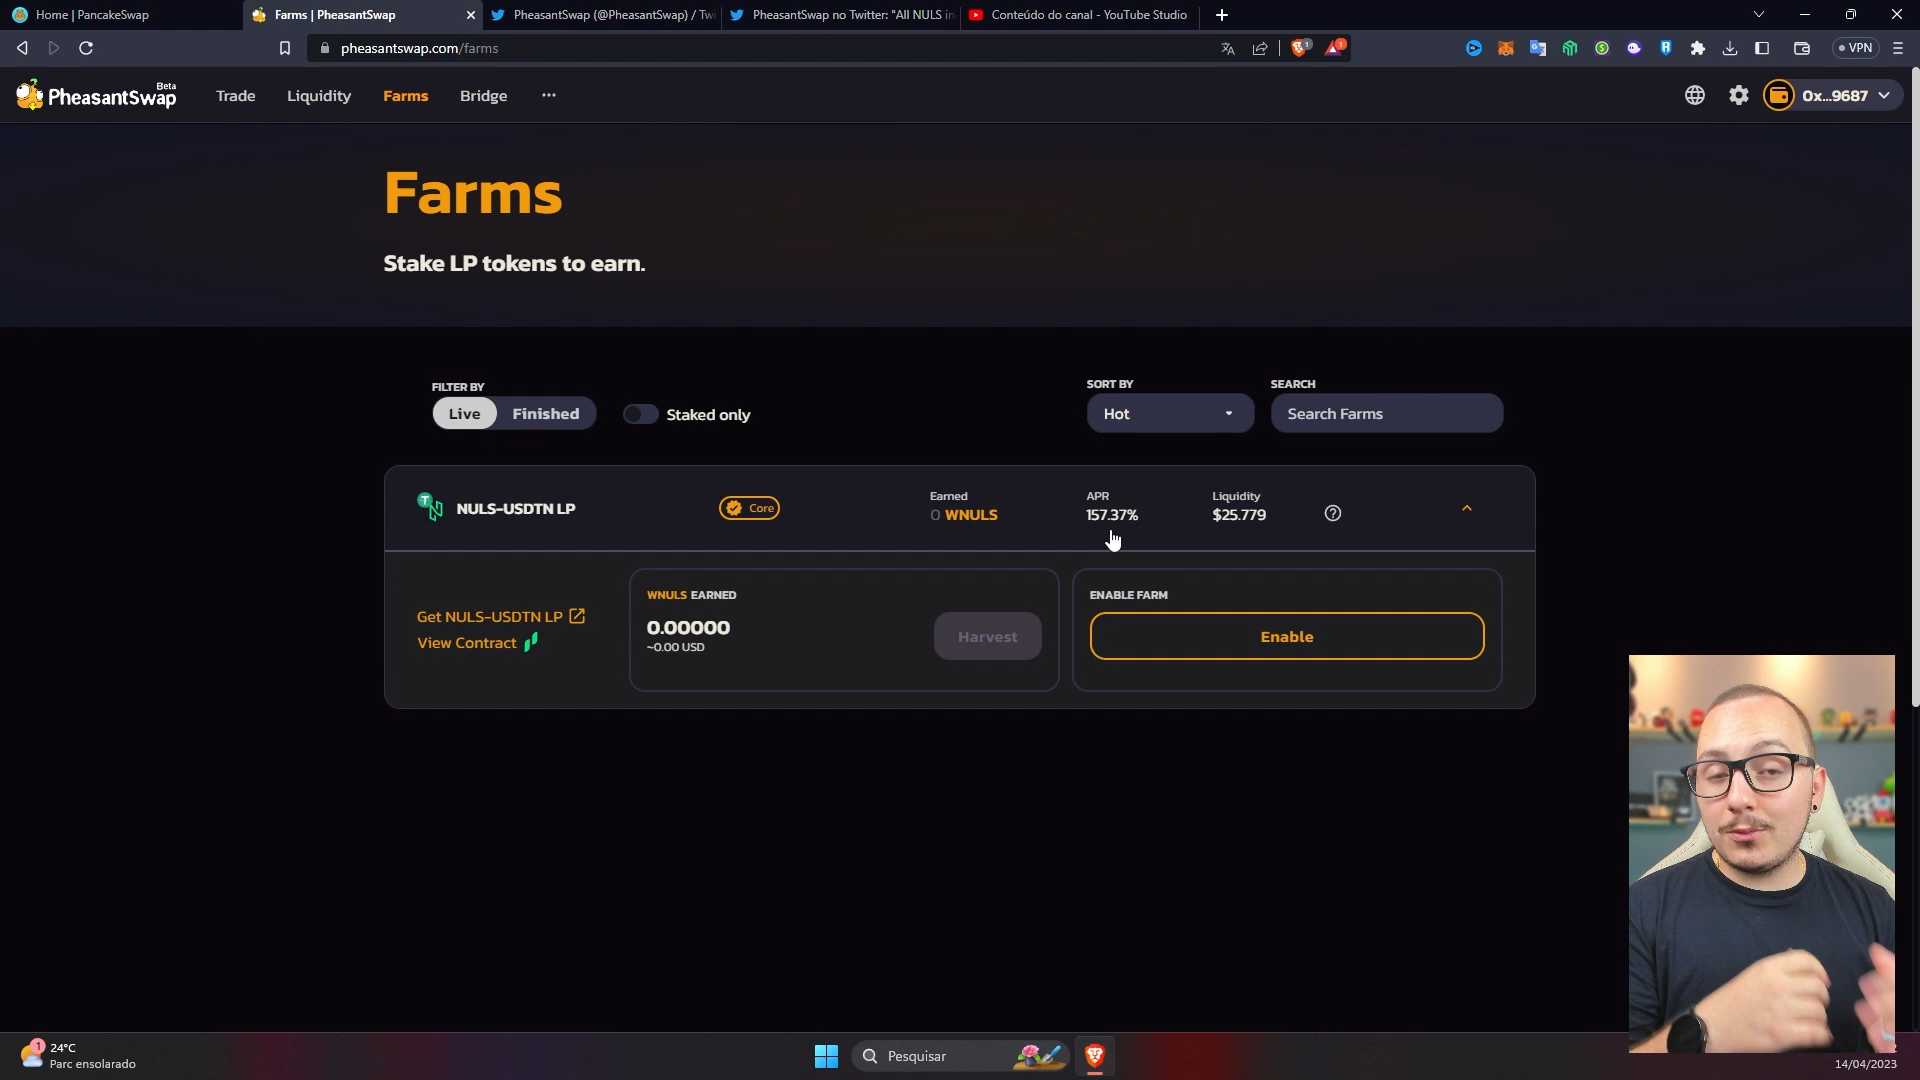 Home | PancakeSwap
Farms | PheasantSwap
PheasantSwap (@PheasantSwap) / Tw
PheasantSwap no Twitter: "All NULS in
Conteúdo do canal - YouTube Studio
pheasantswap.com/farms
1
1
VPN
PheasantSwap
Beta
Trade
Liquidity
Farms
Bridge
0x...9687
Farms
Stake LP tokens to earn.
FILTER BY
Live
Finished
Staked only
SORT BY
Hot
SEARCH
Search Farms
NULS-USDTN LP
Core
Earned
0 WNULS
APR
157.37%
Liquidity
$25.779
Get NULS-USDTN LP
View Contract
WNULS EARNED
0.00000
~0.00 USD
Harvest
ENABLE FARM
Enable
1
24°C
Parc ensolarado
Pesquisar
14/04/2023